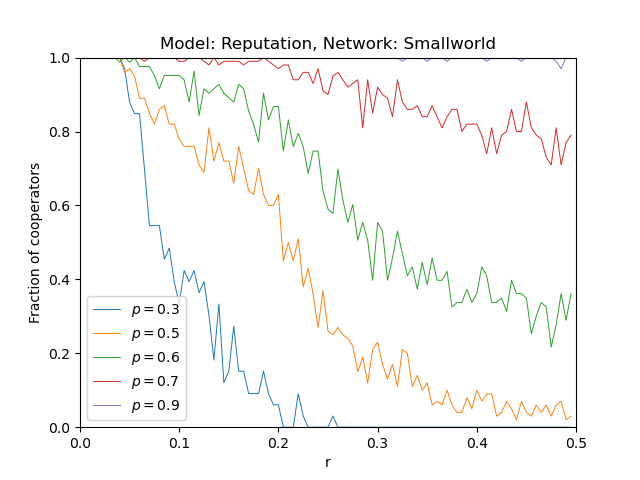 Model: Reputation, Network: Smallworld
Fraction of cooperators
1.0
0.8
0.6
0.4
0.2
0.0
p = 0.3
p = 0.5
p = 0.6
p = 0.7
p = 0.9
0.0 0.1 0.2 0.3 0.4 0.5
r